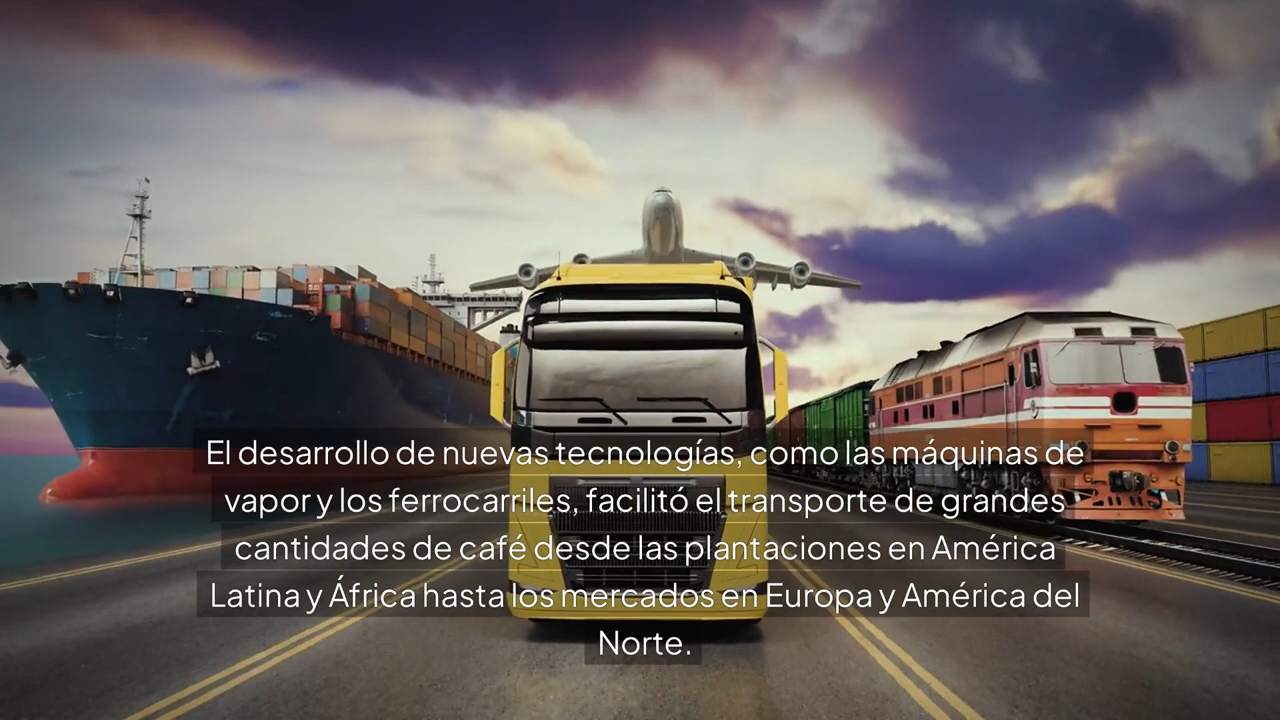 El desarrollo de nuevas tecnologías, como las máquinas de
vapor y los ferrocarriles, facilitó el transporte de grandes
cantidades de café desde las plantaciones en América
Latina y África hasta los mercados en Europa y América del
Norte.